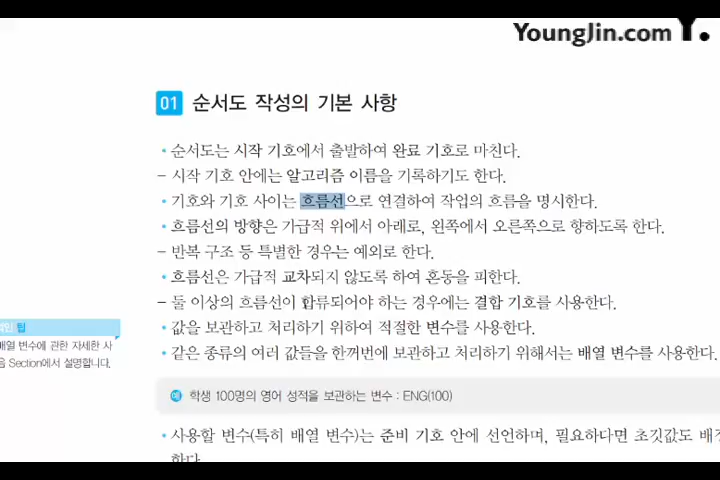 YoungJin.com Y.
01 순서도 작성의 기본 사항
• 순서도는 시작 기호에서 출발하여 완료 기호로 마친다.
– 시작 기호 안에는 알고리즘 이름을 기록하기도 한다.
• 기호와 기호 사이는 흐름선으로 연결하여 작업의 흐름을 명시한다.
• 흐름선의 방향은 가급적 위에서 아래로, 왼쪽에서 오른쪽으로 향하도록 한다.
– 반복 구조 등 특별한 경우는 예외로 한다.
• 흐름선은 가급적 교차되지 않도록 하여 혼동을 피한다.
– 둘 이상의 흐름선이 합류되어야 하는 경우에는 결합 기호를 사용한다.
• 값을 보관하고 처리하기 위하여 적절한 변수를 사용한다.
• 같은 종류의 여러 값들을 한꺼번에 보관하고 처리하기 위해서는 배열 변수를 사용한다.
예 학생 100명의 영어 성적을 보관하는 변수 : ENG(100)
• 사용할 변수(특히 배열 변수)는 준비 기호 안에 선언하며, 필요하다면 초깃값도
한다.
팁
배열 변수에 관한 자세한 사
음 Section에서 설명합니다.